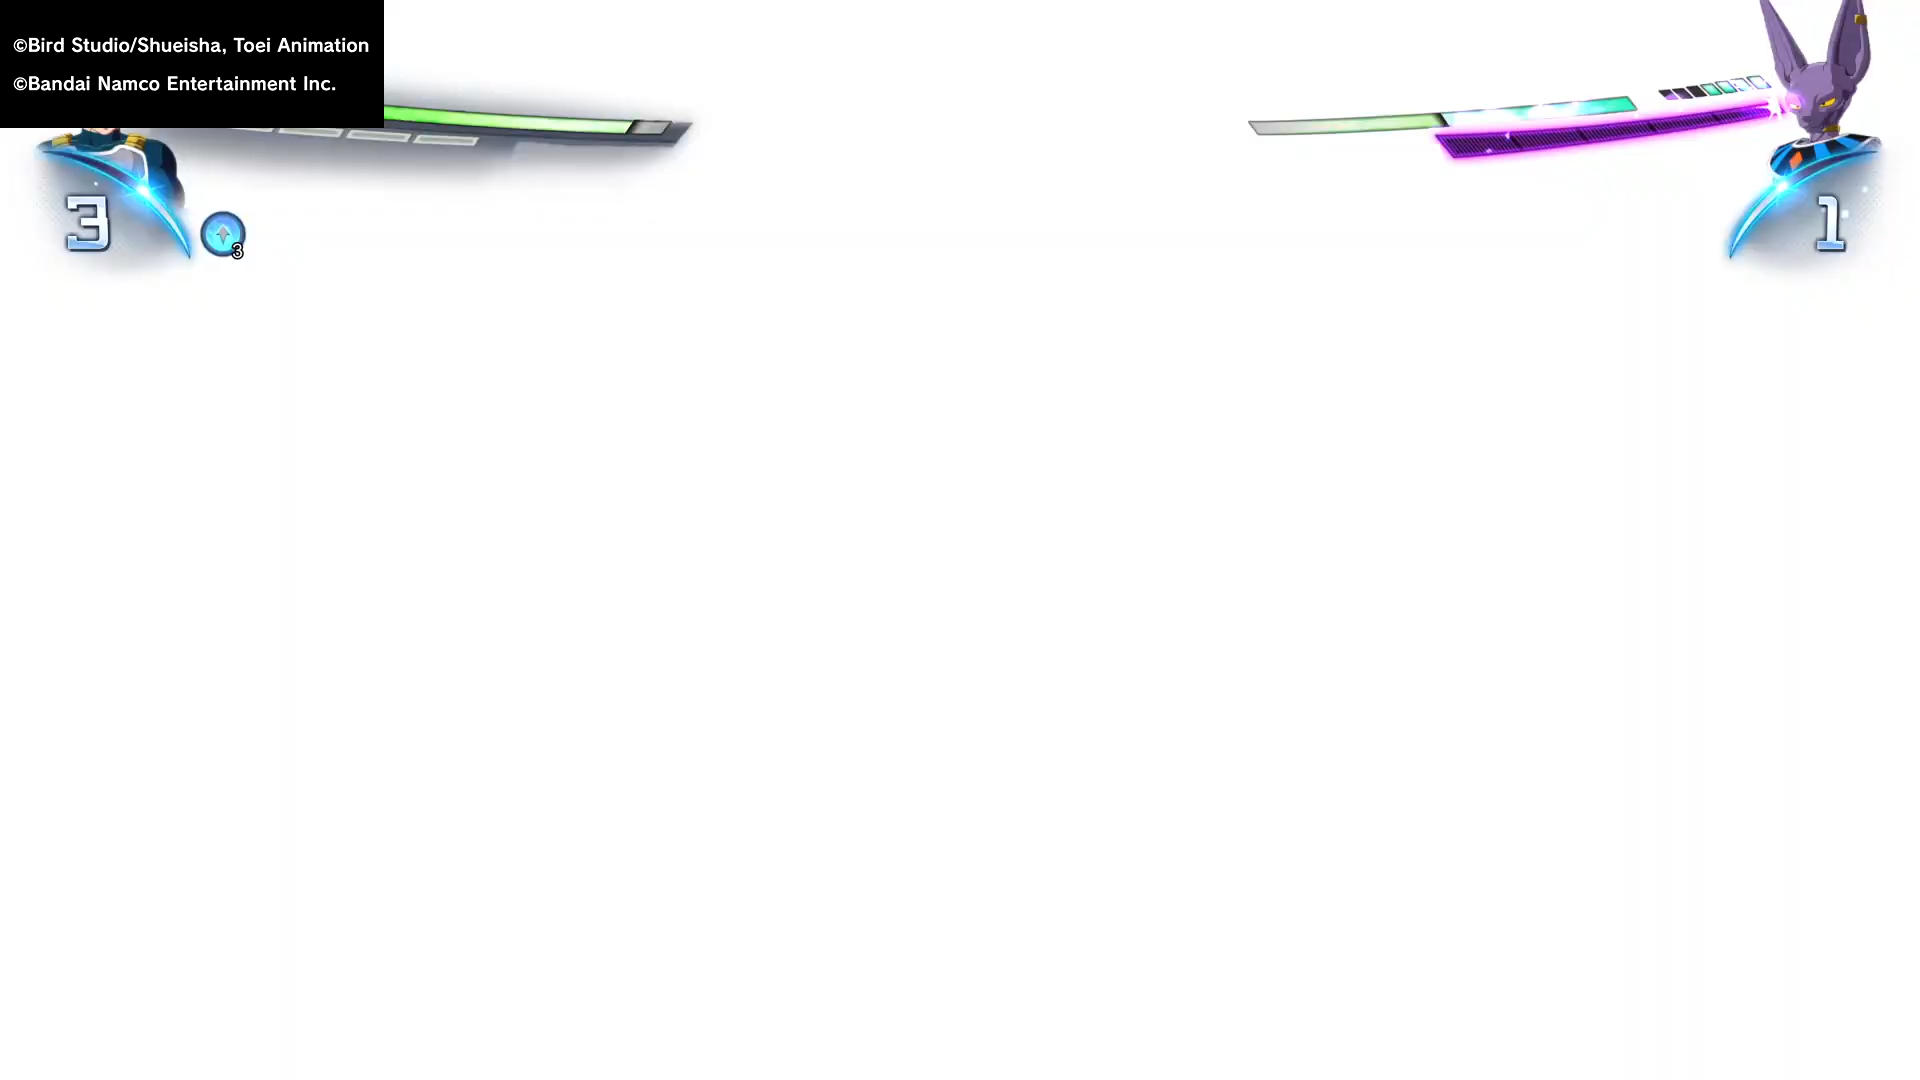 ©Bird Studio/Shueisha, Toei Animation
©Bandai Namco Entertainment Inc.
3
3
1